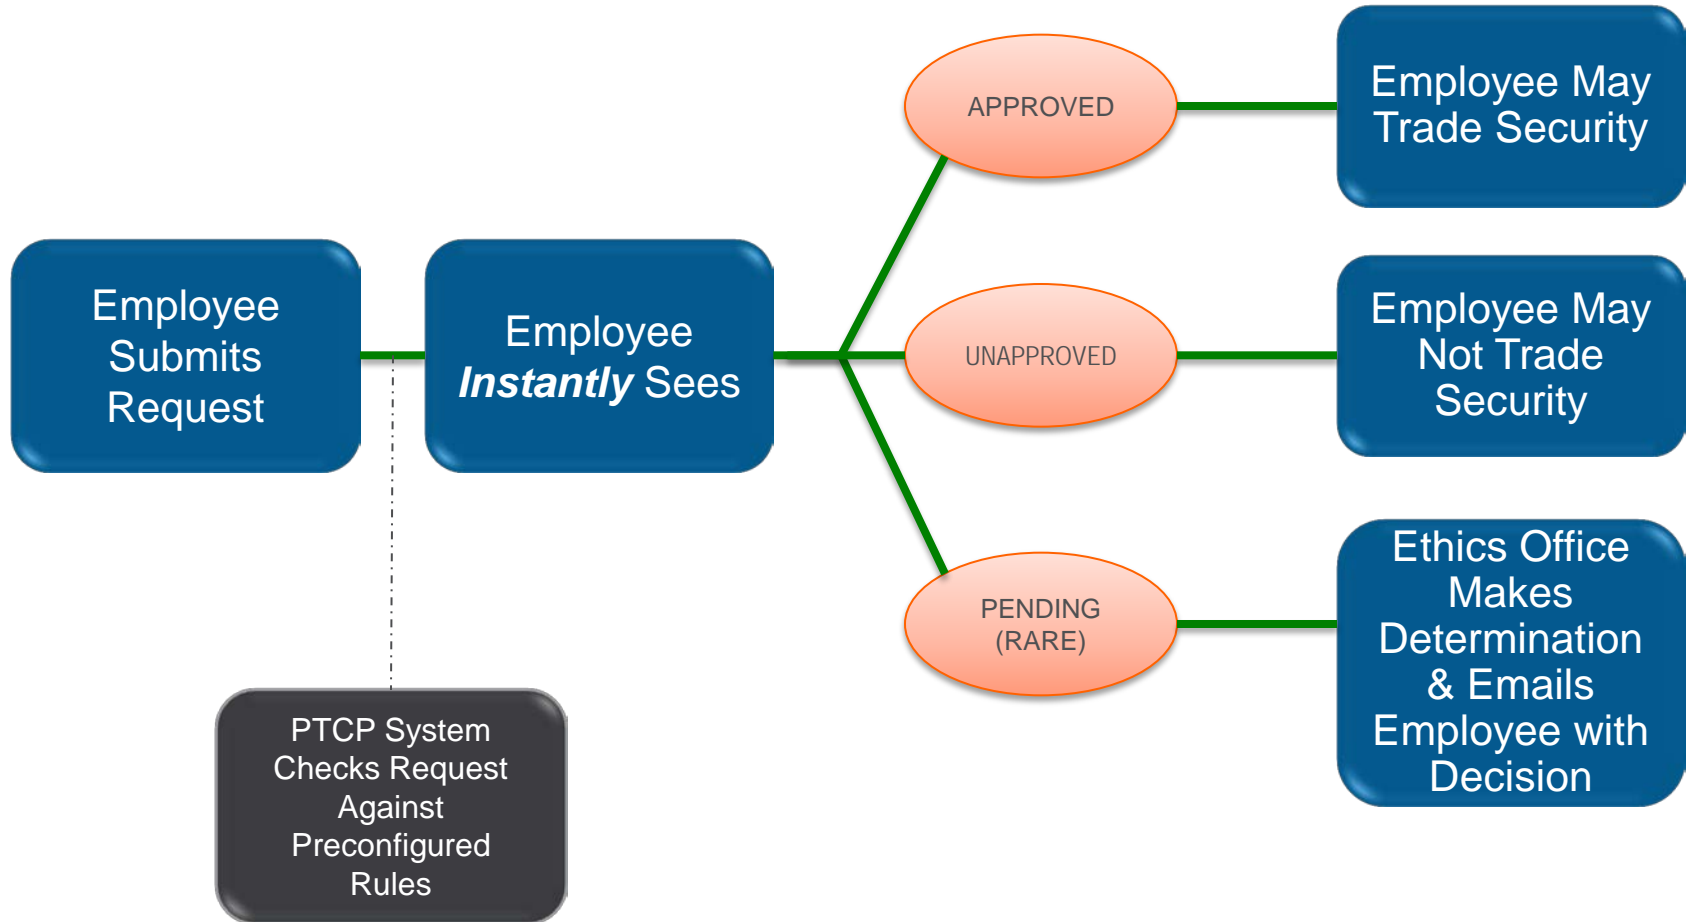 Employee
Submits
Request
Employee
Instantly Sees
APPROVED
UNAPPROVED
PENDING
(RARE)
Employee May
Trade Security
Employee May
Not Trade
Security
Ethics Office
Makes
Determination
& Emails
Employee with
Decision
PTCP System
Checks Request
Against
Preconfigured
Rules